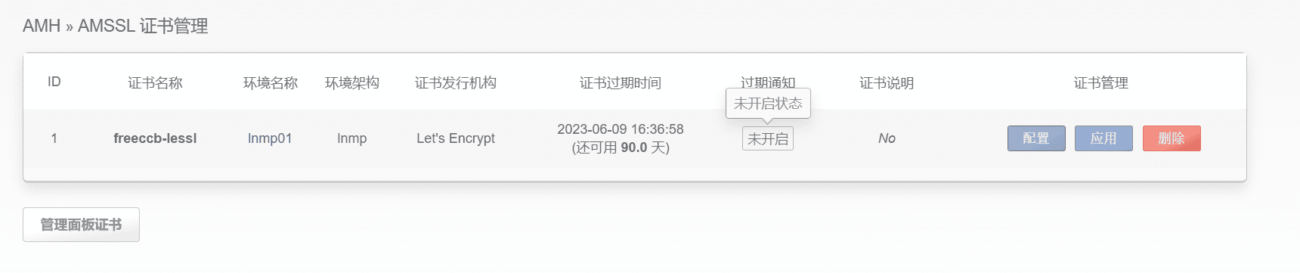 AMH » AMSSL 证书管理
ID 证书名称 环境名称 环境架构 证书发行机构 证书过期时间 过期通知 证书说明 证书管理
未开启状态
1 freeccb-lessl lnmp01 lnmp Let's Encrypt 2023-06-09 16:36:58 未开启 No 配置 应用 删除
(还可用 90.0 天)
管理面板证书